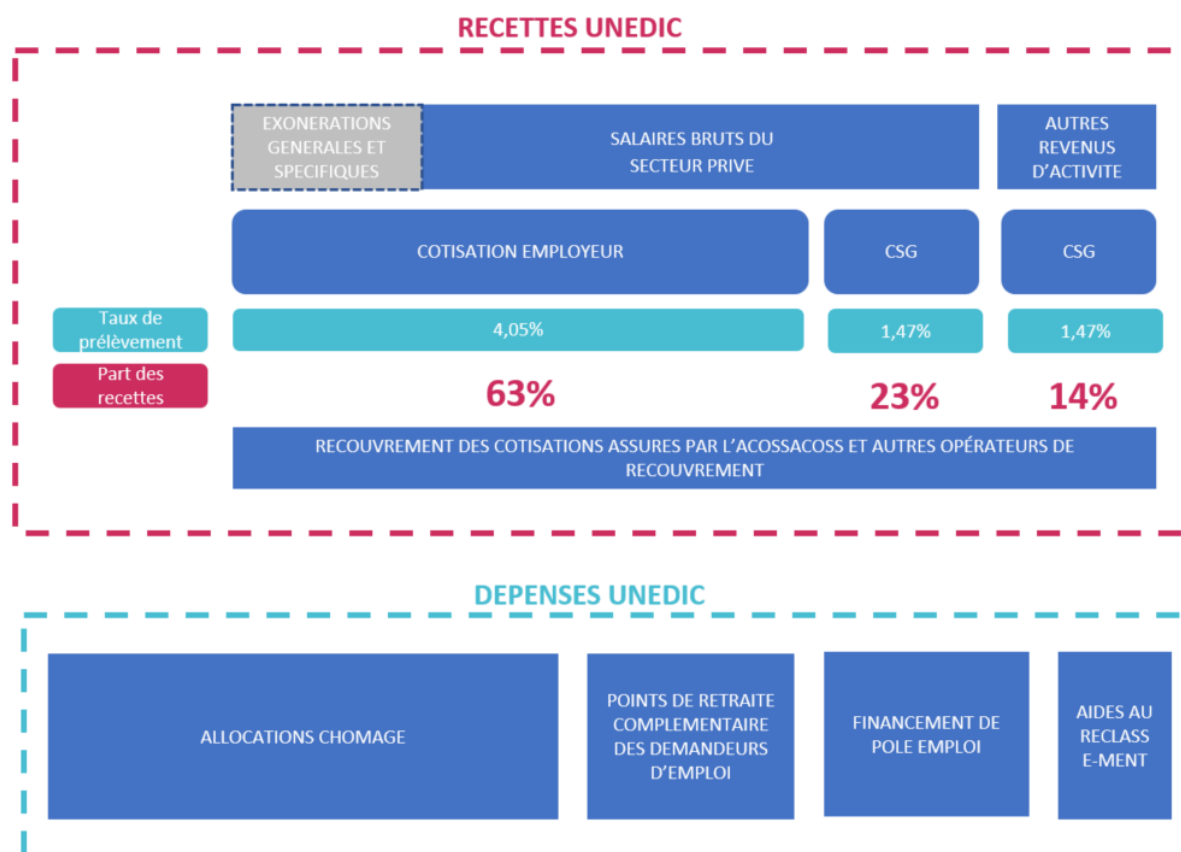 RECETTES UNEDIC
EXONERATIONS
GENERALES ET
SPECIFIQUES
SALAIRES BRUTS DU
SECTEUR PRIVE
AUTRES
REVENUS
D’ACTIVITE
COTISATION EMPLOYEUR
CSG
CSG
Taux de
prélèvement
4,05%
1,47%
1,47%
Part des
recettes
63%
23%
14%
RECOUVREMENT DES COTISATIONS ASSURES PAR L’ACOSSACOSS ET AUTRES OPÉRATEURS DE
RECOUVREMENT
DEPENSES UNEDIC
ALLOCATIONS CHOMAGE
POINTS DE RETRAITE
COMPLEMENTAIRE
DES DEMANDEURS
D’EMPLOI
FINANCEMENT DE
POLE EMPLOI
AIDES AU
RECLASS
E-MENT